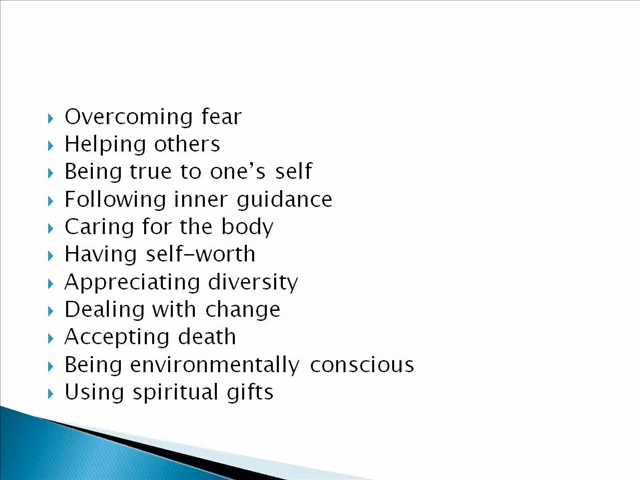 Overcoming fear
Helping others
Being true to one’s self
Following inner guidance
Caring for the body
Having self-worth
Appreciating diversity
Dealing with change
Accepting death
Being environmentally conscious
Using spiritual gifts